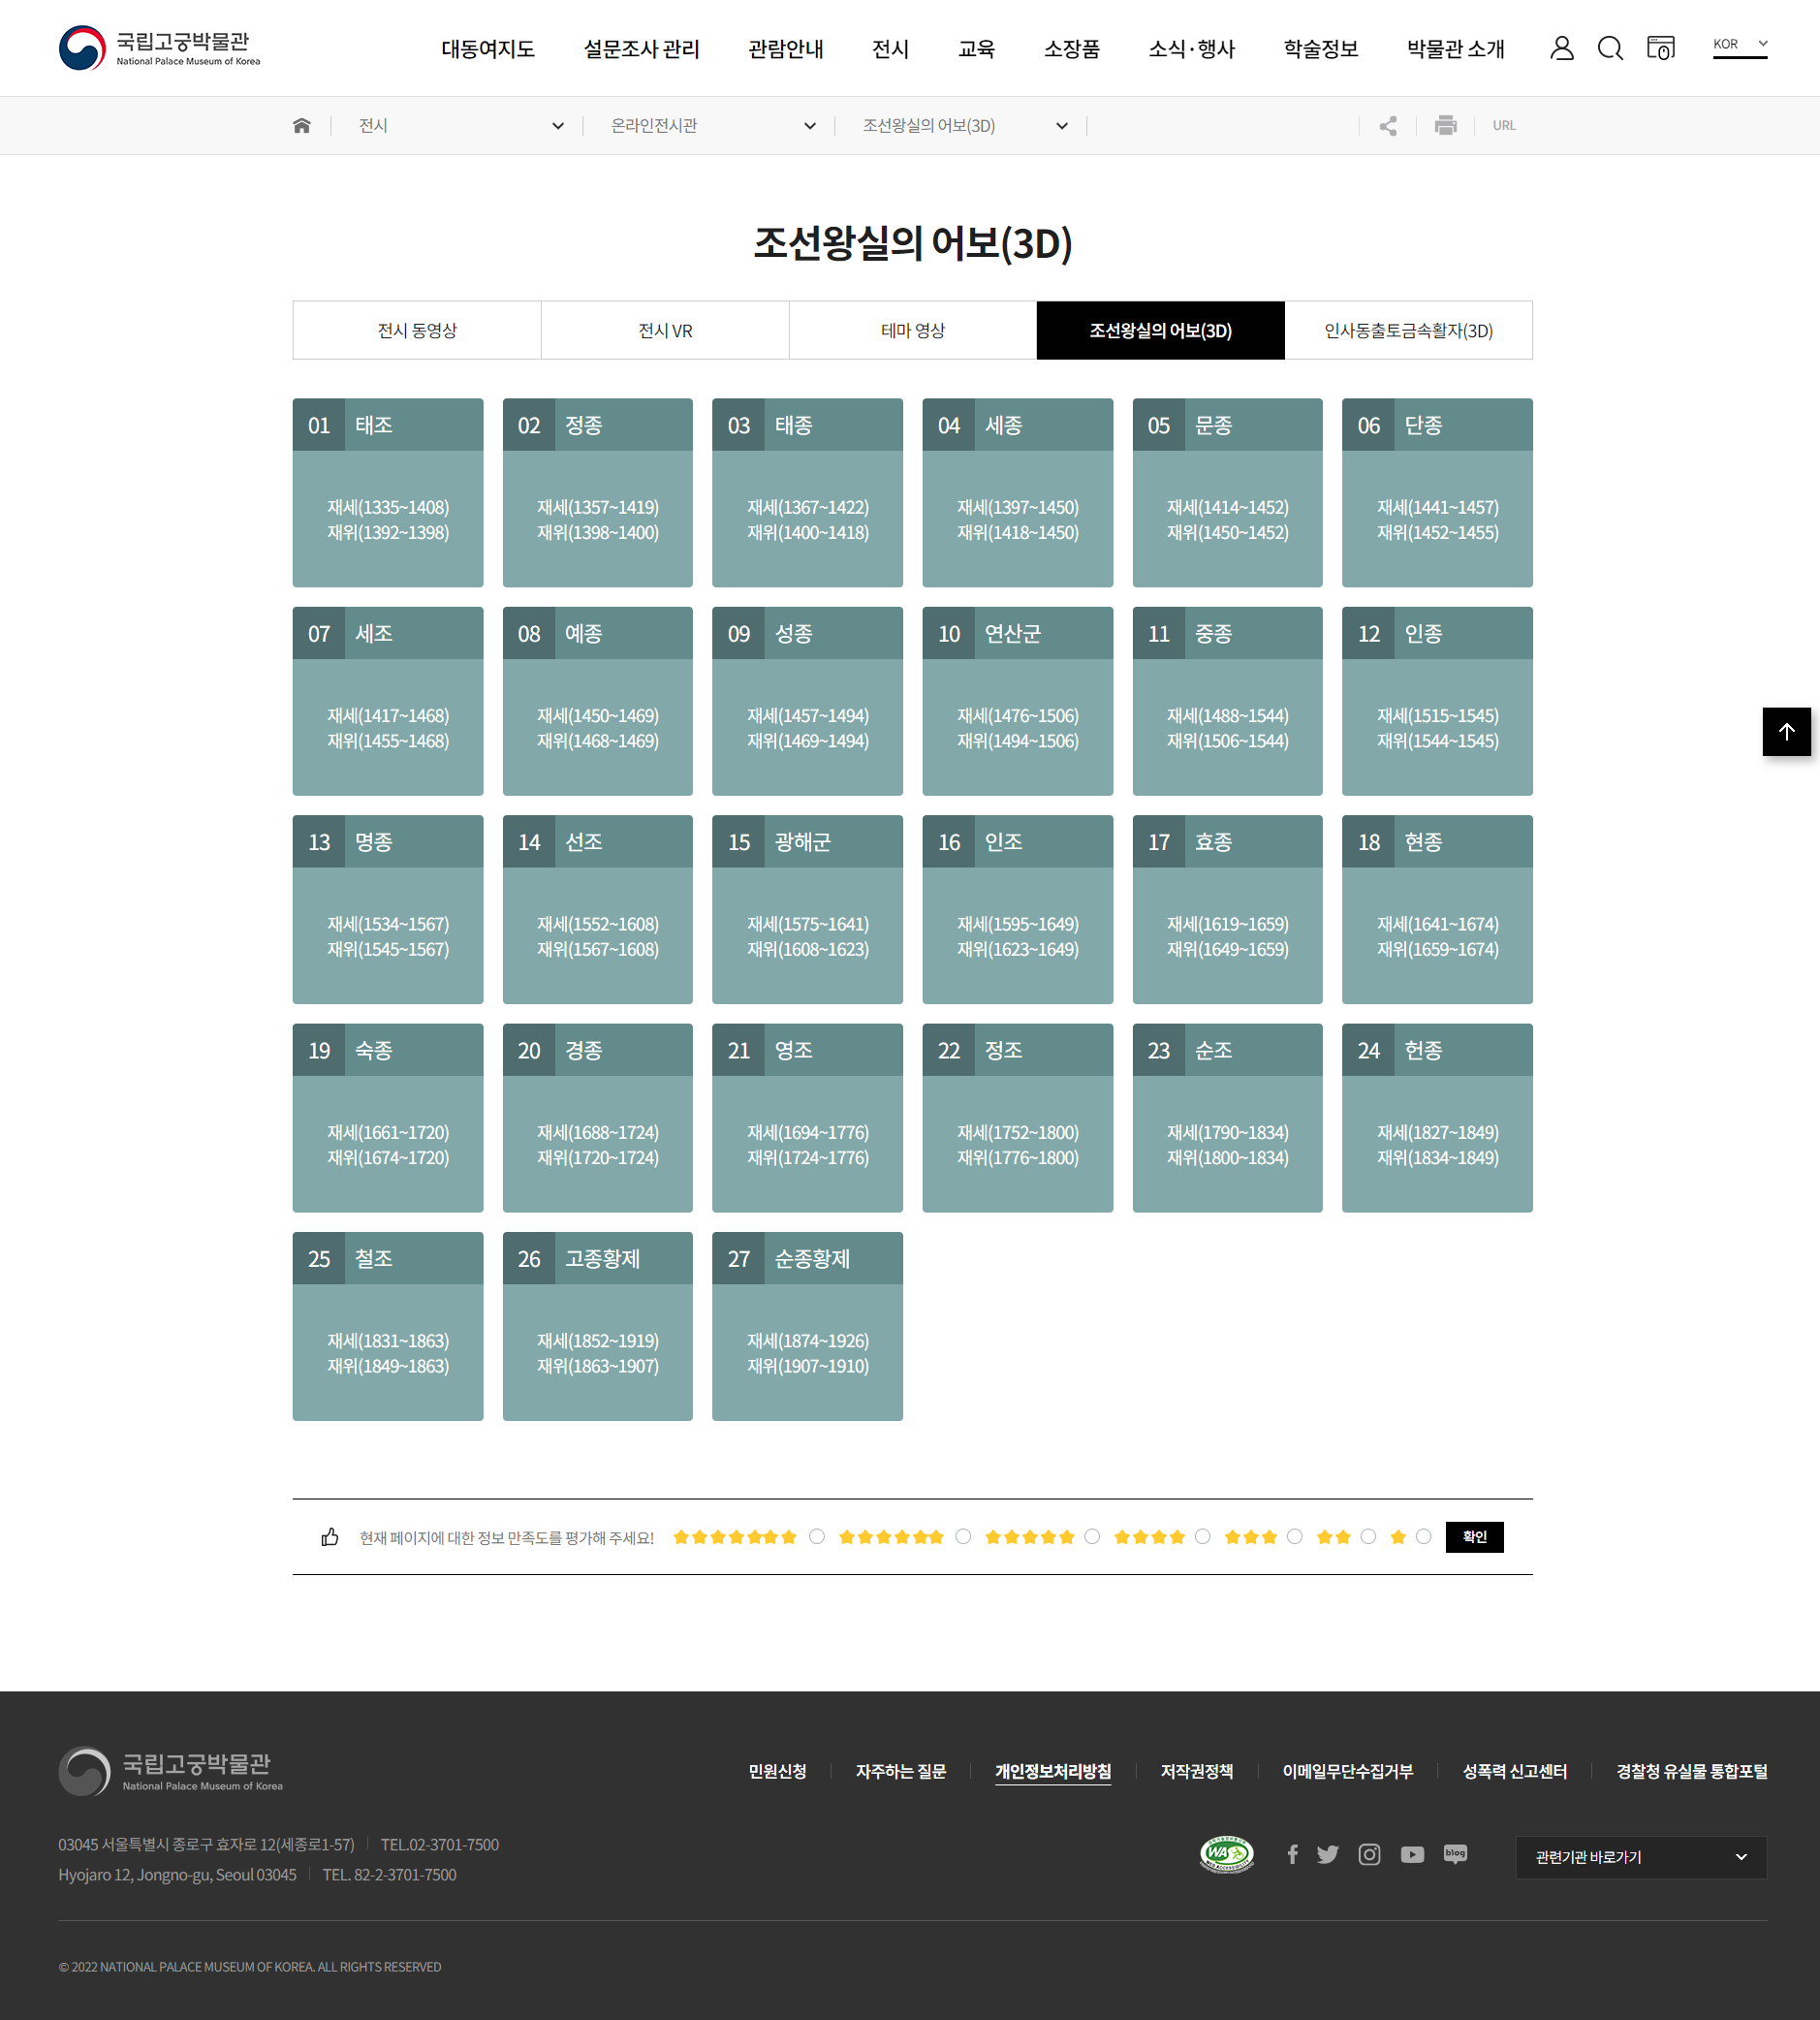 국립고궁박물관
National Palace Museum of Korea
대동여지도 설문조사 관리 관람안내 전시 교육 소장품 소식·행사 학술정보 박물관 소개 KOR
전시 온라인전시관 조선왕실의 어보(3D) URL
조선왕실의 어보(3D)
전시 동영상 전시 VR 테마 영상 조선왕실의 어보(3D) 인사동출토금속활자(3D)
01 태조
재세(1335~1408)
재위(1392~1398)
02 정종
재세(1357~1419)
재위(1398~1400)
03 태종
재세(1367~1422)
재위(1400~1418)
04 세종
재세(1397~1450)
재위(1418~1450)
05 문종
재세(1414~1452)
재위(1450~1452)
06 단종
재세(1441~1457)
재위(1452~1455)
07 세조
재세(1417~1468)
재위(1455~1468)
08 예종
재세(1450~1469)
재위(1468~1469)
09 성종
재세(1457~1494)
재위(1469~1494)
10 연산군
재세(1476~1506)
재위(1494~1506)
11 중종
재세(1488~1544)
재위(1506~1544)
12 인종
재세(1515~1545)
재위(1544~1545)
13 명종
재세(1534~1567)
재위(1545~1567)
14 선조
재세(1552~1608)
재위(1567~1608)
15 광해군
재세(1575~1641)
재위(1608~1623)
16 인조
재세(1595~1649)
재위(1623~1649)
17 효종
재세(1619~1659)
재위(1649~1659)
18 현종
재세(1641~1674)
재위(1659~1674)
19 숙종
재세(1661~1720)
재위(1674~1720)
20 경종
재세(1688~1724)
재위(1720~1724)
21 영조
재세(1694~1776)
재위(1724~1776)
22 정조
재세(1752~1800)
재위(1776~1800)
23 순조
재세(1790~1834)
재위(1800~1834)
24 헌종
재세(1827~1849)
재위(1834~1849)
25 철조
재세(1831~1863)
재위(1849~1863)
26 고종황제
재세(1852~1919)
재위(1863~1907)
27 순종황제
재세(1874~1926)
재위(1907~1910)
현재 페이지에 대한 정보 만족도를 평가해 주세요! 확인
국립고궁박물관
National Palace Museum of Korea
민원신청 자주하는 질문 개인정보처리방침 저작권정책 이메일무단수집거부 성폭력 신고센터 경찰청 유실물 통합포털
03045 서울특별시 종로구 효자로 12(세종로1-57) TEL.02-3701-7500
Hyojaro 12, Jongno-gu, Seoul 03045 TEL. 82-2-3701-7500
WA
WEB ACCESSIBILITY
blog
관련기관 바로가기
© 2022 NATIONAL PALACE MUSEUM OF KOREA. ALL RIGHTS RESERVED